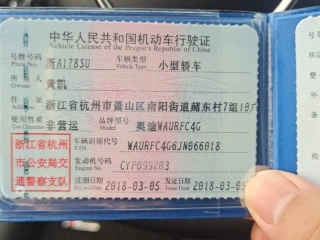 中华人民共和国机动车行驶证
Vehicle License of the People's Republic of China
号牌号码 浙A178SU 车辆类型 小型轿车
Plate No. Vehicle Type
所有人 黄凯
Owner
住址 浙江省杭州市萧山区南阳街道赭东村7组10户
使用性质 非营运 品牌型号 奥迪WAURFC4G
Use Character
浙江省杭州
市公安局交
通警察支队
车辆识别代号 WAURFC4G6JN066018
VIN
发动机号码 CYP099203
Engine No.
注册日期 2018-03-05 发证日期 2018-03-05
Register Date Issue Date